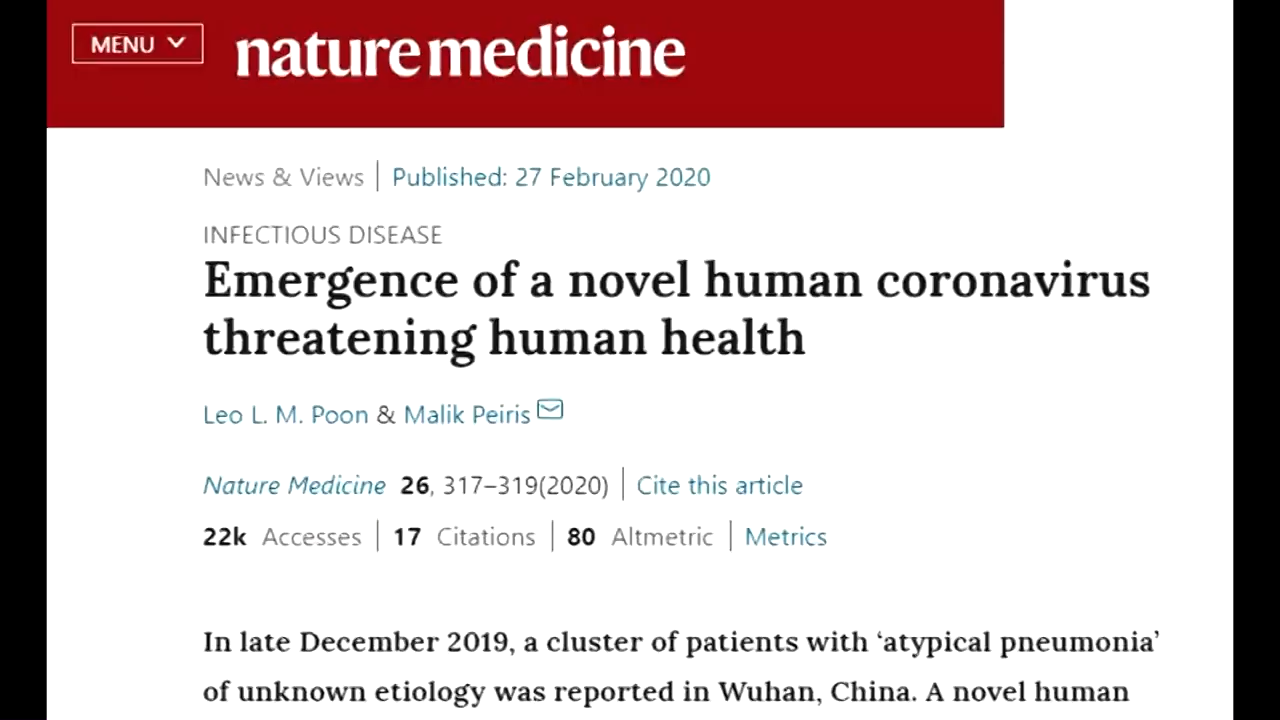 MENU
nature medicine
News & Views | Published: 27 February 2020
INFECTIOUS DISEASE
Emergence of a novel human coronavirus
threatening human health
Leo L. M. Poon & Malik Peiris
Nature Medicine 26, 317–319(2020) | Cite this article
22k Accesses | 17 Citations | 80 Altmetric | Metrics
In late December 2019, a cluster of patients with ‘atypical pneumonia’
of unknown etiology was reported in Wuhan, China. A novel human